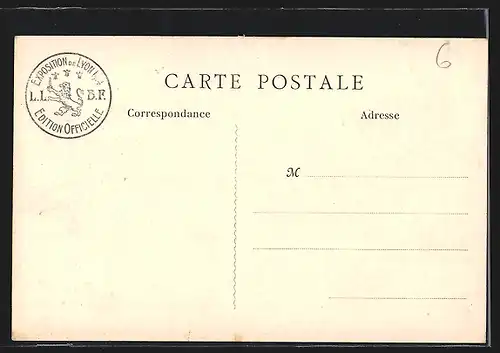 EXPOSITION DE LYON
L.L. B.F.
EDITION OFFICIELLE
6
CARTE POSTALE
Correspondance
Adresse
M